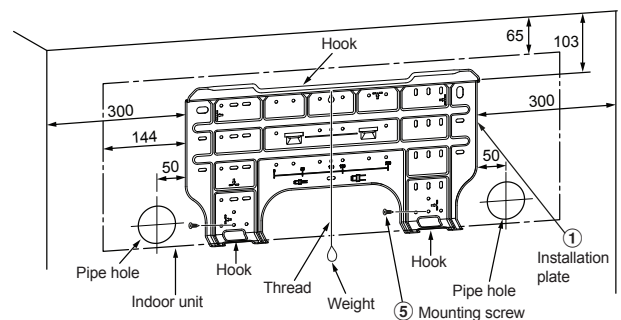 Hook
65
103
300
300
144
50
50
Pipe hole
Hook
Hook
① Installation plate
Indoor unit
Thread
Weight
⑤ Mounting screw
Pipe hole